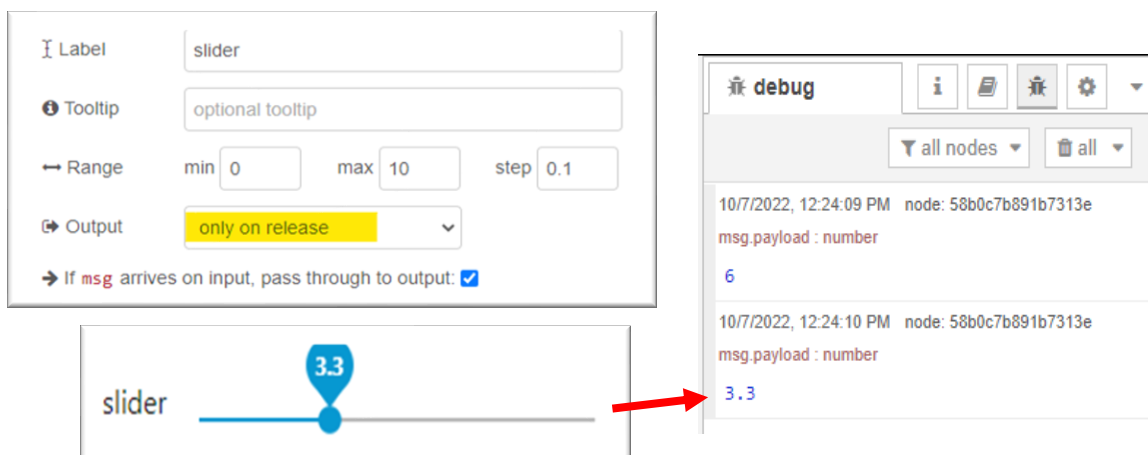 Label slider
Tooltip optional tooltip
Range min 0 max 10 step 0.1
Output only on release
If msg arrives on input, pass through to output:
3.3
slider
debug i
all nodes all
10/7/2022, 12:24:09 PM node: 58b0c7b891b7313e
msg.payload : number
6
10/7/2022, 12:24:10 PM node: 58b0c7b891b7313e
msg.payload : number
3.3